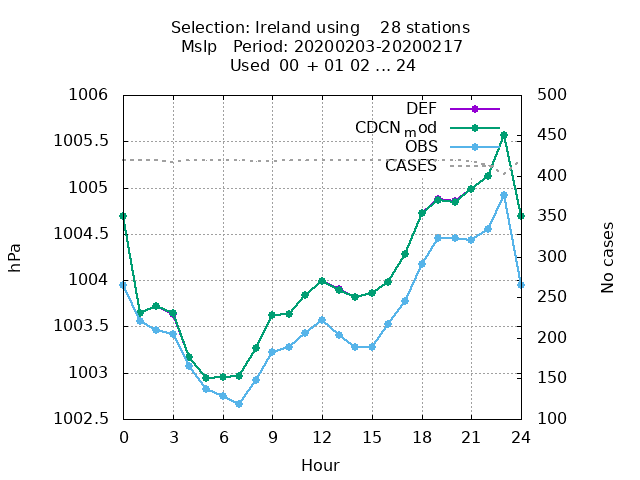 Selection: Ireland using 28 stations
Mslp Period: 20200203-20200217
Used 00 + 01 02 ... 24
1006
1005.5
1005
1004.5
1004
1003.5
1003
1002.5
500
450
400
350
300
250
200
150
100
DEF
CDCN_mod
OBS
CASES
hPa
No cases
0 3 6 9 12 15 18 21 24
Hour